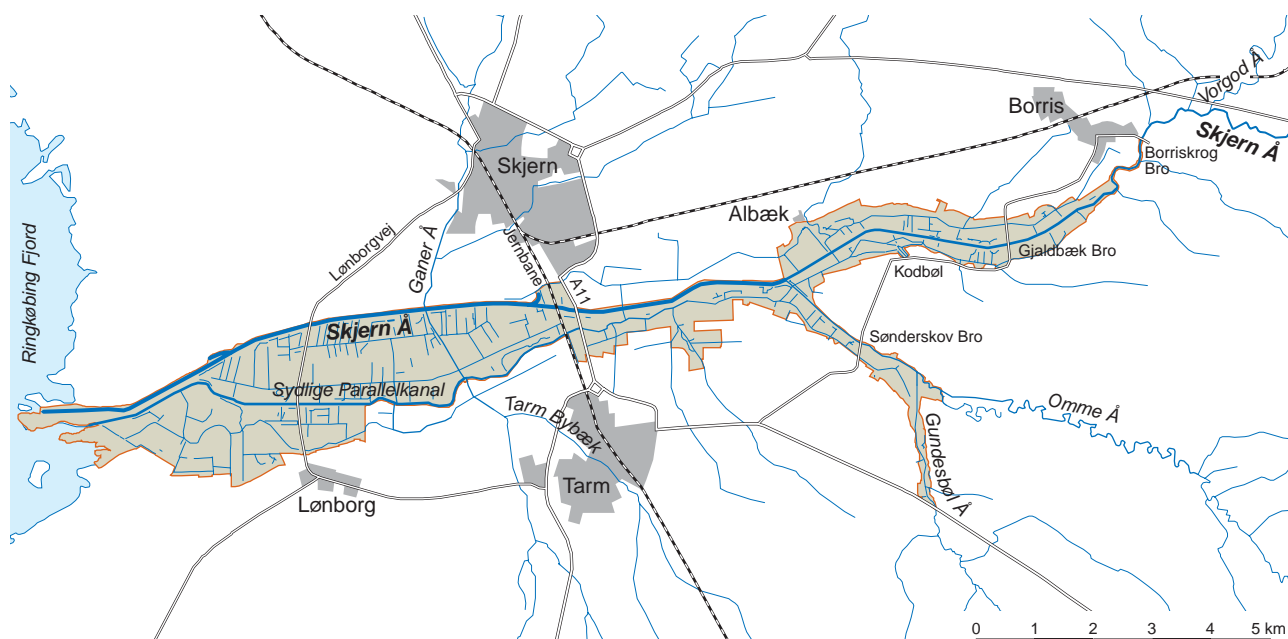 Vorgod Å
Borris
Skjern Å
Borriskrog
Bro
Skjern
Albæk
Ringkøbing Fjord
Lønborgvej
Ganer Å
Jernbane
A11
Gjaldbæk Bro
Kodbøl
Skjern Å
Sønderskov Bro
Sydlige Parallelkanal
Omme Å
Tarm Bybæk
Gundesbøl Å
Tarm
Lønborg
0 1 2 3 4 5 km